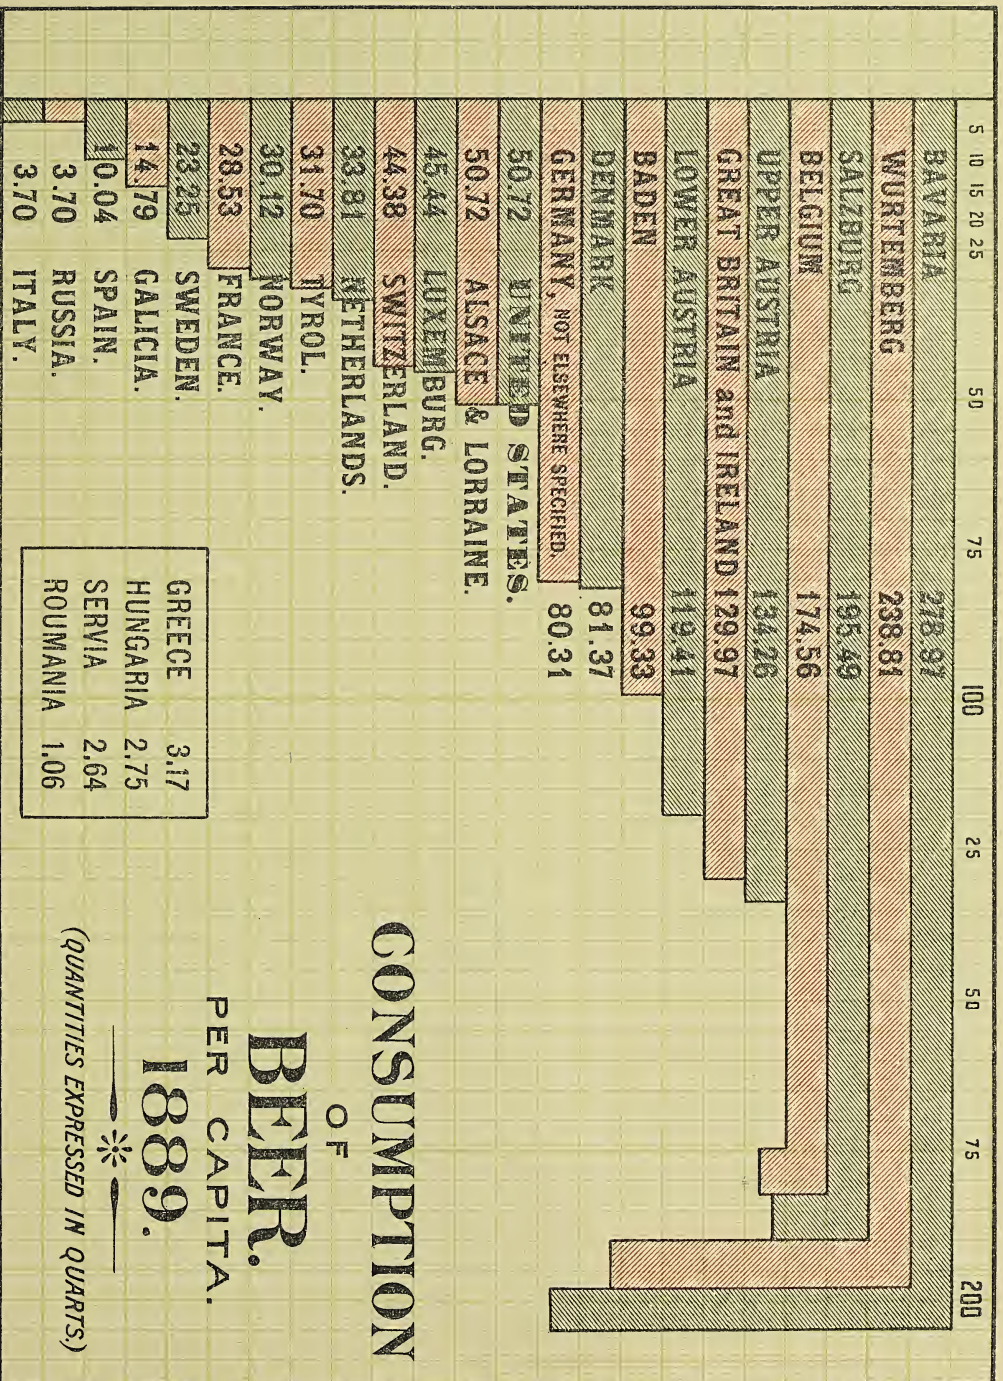 5 10 15 20 25 50 75 100 25 50 75 200
BAVARIA 278.97
WURTEMBERG 238.81
SALZBURG 195.49
BELGIUM 174.56
UPPER AUSTRIA 134.26
GREAT BRITAIN and IRELAND 129.97
LOWER AUSTRIA 119.41
BADEN 99.33
DENMARK 81.37
GERMANY, NOT ELSEWHERE SPECIFIED. 80.31
50.72 UNITED STATES.
50.72 ALSACE & LORRAINE.
45.44 LUXEMBURG.
44.38 SWITZERLAND.
33.81 NETHERLANDS.
31.70 TYROL.
30.12 NORWAY.
28.53 FRANCE.
23.25 SWEDEN.
14.79 GALICIA.
10.04 SPAIN.
3.70 RUSSIA.
3.70 ITALY.
GREECE 3.17
HUNGARIA 2.75
SERVIA 2.64
ROUMANIA 1.06
CONSUMPTION
OF
BEER.
PER CAPITA.
1889.
(QUANTITIES EXPRESSED IN QUARTS.)